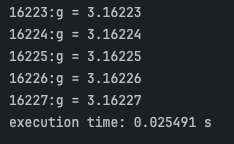 16223:g = 3.16223
16224:g = 3.16224
16225:g = 3.16225
16226:g = 3.16226
16227:g = 3.16227
execution time: 0.025491 s